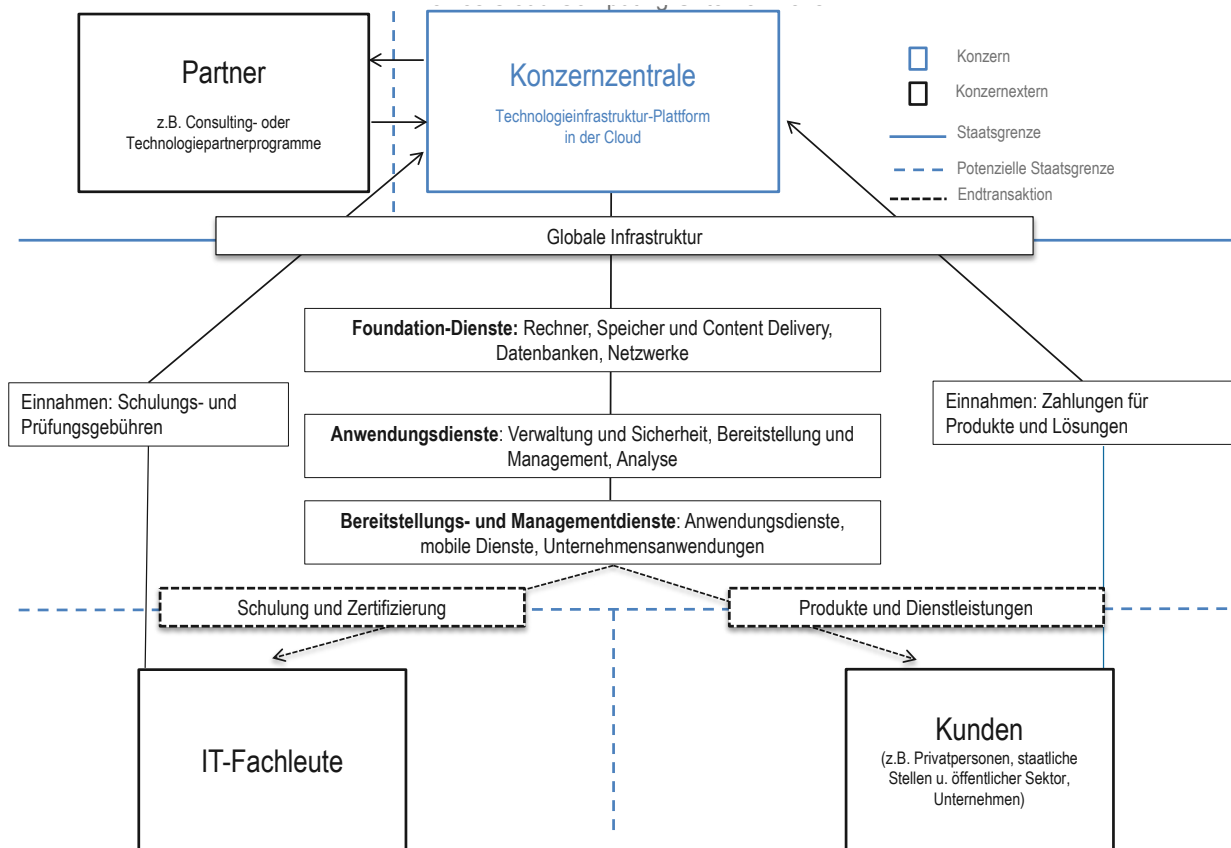 Partner
z.B. Consulting- oder
Technologiepartnerprogramme
Konzernzentrale
Technologieinfrastruktur-Plattform
in der Cloud
Konzern
Konzernextern
Staatsgrenze
Potenzielle Staatsgrenze
Endtransaktion
Globale Infrastruktur
Foundation-Dienste: Rechner, Speicher und Content Delivery,
Datenbanken, Netzwerke
Einnahmen: Schulungs- und
Prüfungsgebühren
Einnahmen: Zahlungen für
Produkte und Lösungen
Anwendungsdienste: Verwaltung und Sicherheit, Bereitstellung und
Management, Analyse
Bereitstellungs- und Managementdienste: Anwendungsdienste,
mobile Dienste, Unternehmensanwendungen
Schulung und Zertifizierung
Produkte und Dienstleistungen
IT-Fachleute
Kunden
(z.B. Privatpersonen, staatliche
Stellen u. öffentlicher Sektor,
Unternehmen)